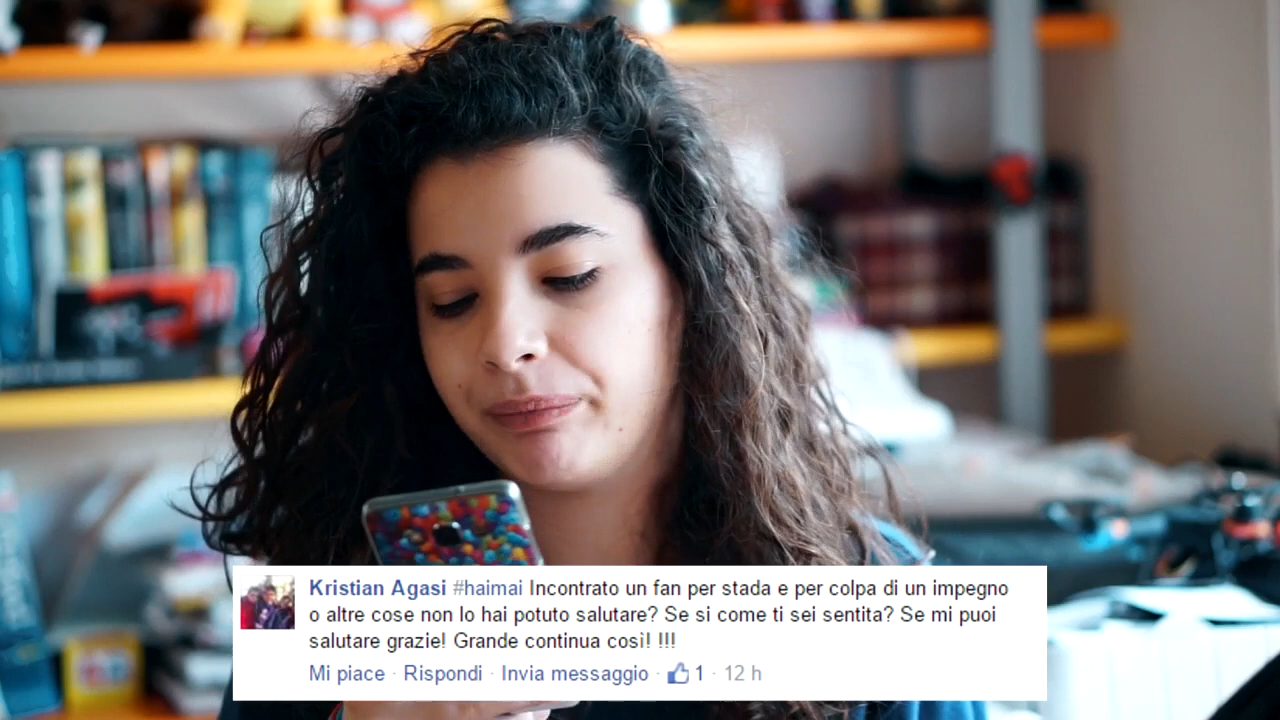 Kristian Agasi #haimai Incontrato un fan per stada e per colpa di un impegno
o altre cose non lo hai potuto salutare? Se si come ti sei sentita? Se mi puoi
salutare grazie! Grande continua così! !!!
Mi piace · Rispondi · Invia messaggio · 1 · 12 h